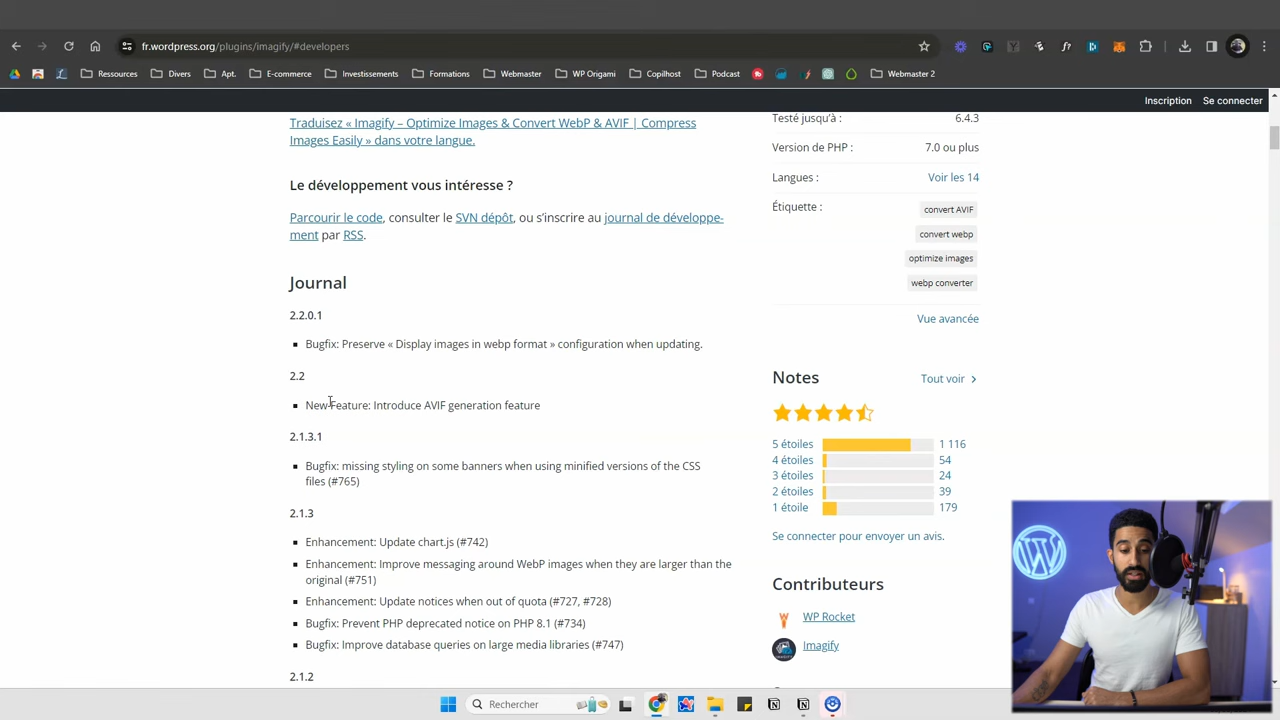 fr.wordpress.org/plugins/imagify/#developers
Ressources
Divers
Apt.
E-commerce
Investissements
Formations
Webmaster
WP Origami
Copilhost
Podcast
Webmaster 2
Inscription
Se connecter
Traduisez « Imagify – Optimize Images & Convert WebP & AVIF | Compress
Images Easily » dans votre langue.
Le développement vous intéresse ?
Parcourir le code, consulter le SVN dépôt, ou s’inscrire au journal de développe-
ment par RSS.
Journal
2.2.0.1
Bugfix: Preserve « Display images in webp format » configuration when updating.
2.2
New Feature: Introduce AVIF generation feature
2.1.3.1
Bugfix: missing styling on some banners when using minified versions of the CSS
files (#765)
2.1.3
Enhancement: Update chart.js (#742)
Enhancement: Improve messaging around WebP images when they are larger than the
original (#751)
Enhancement: Update notices when out of quota (#727, #728)
Bugfix: Prevent PHP deprecated notice on PHP 8.1 (#734)
Bugfix: Improve database queries on large media libraries (#747)
2.1.2
Testé jusqu’à : 6.4.3
Version de PHP : 7.0 ou plus
Langues : Voir les 14
Étiquette : convert AVIF
convert webp
optimize images
webp converter
Vue avancée
Notes Tout voir
5 étoiles 1 116
4 étoiles 54
3 étoiles 24
2 étoiles 39
1 étoile 179
Se connecter pour envoyer un avis.
Contributeurs
WP Rocket
Imagify
Rechercher